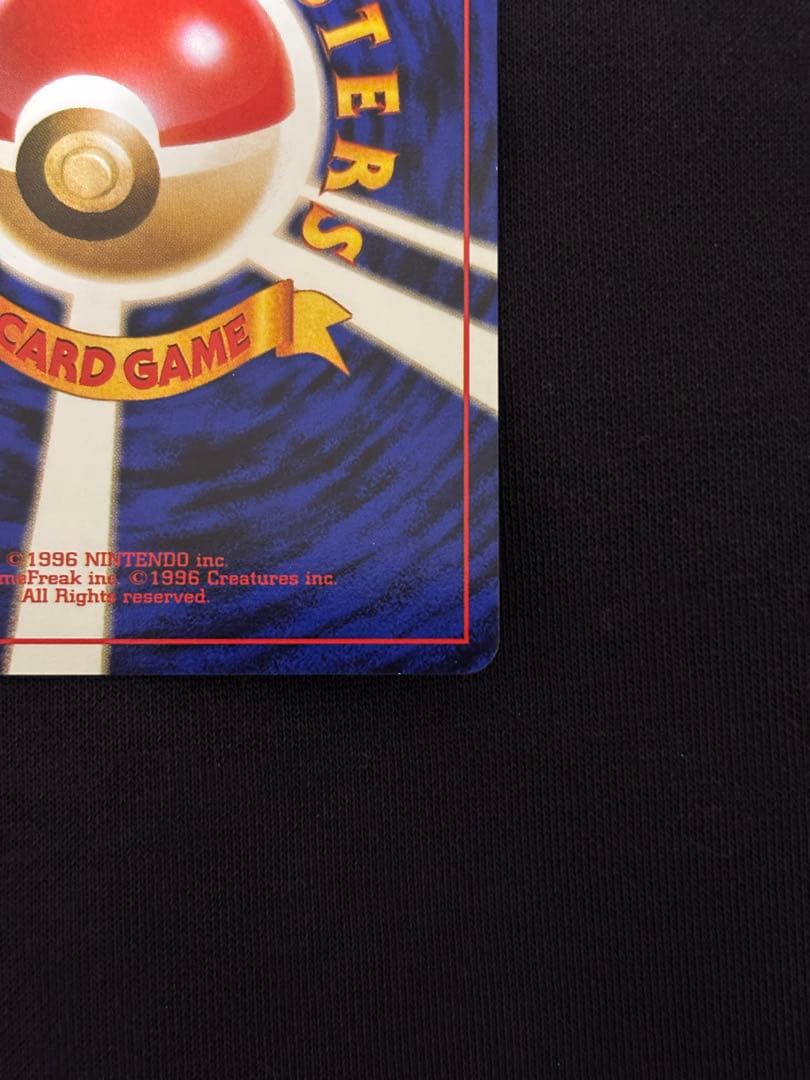 TERS
CARD GAME
©1996 NINTENDO inc.
meFreak inc. ©1996 Creatures inc.
All Rights reserved.